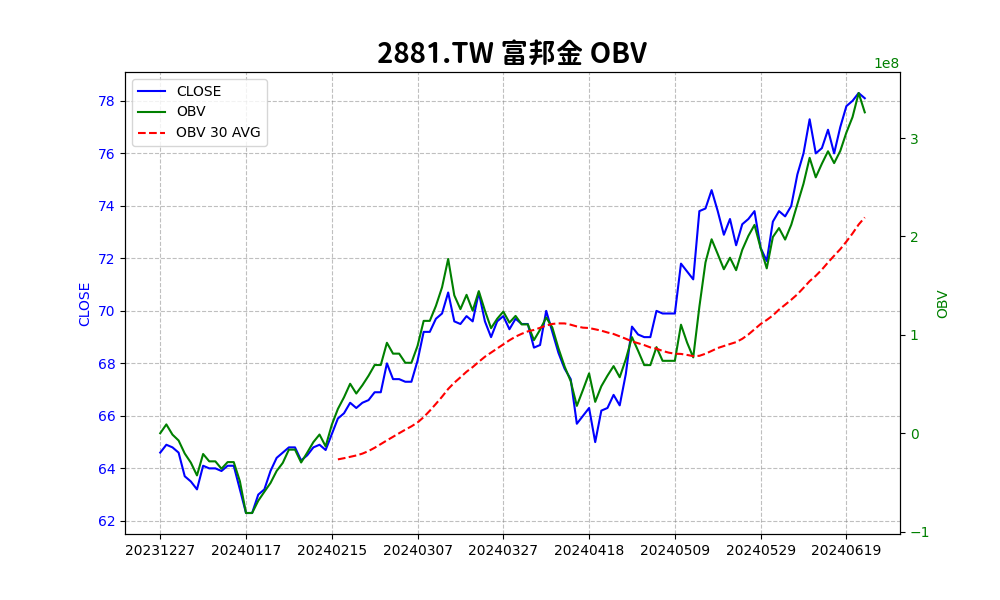 2881.TW 富邦金 OBV
1e8
CLOSE
OBV
OBV 30 AVG
78
76
74
72
70
68
66
64
62
CLOSE
3
2
1
0
−1
OBV
20231227 20240117 20240215 20240307 20240327 20240418 20240509 20240529 20240619